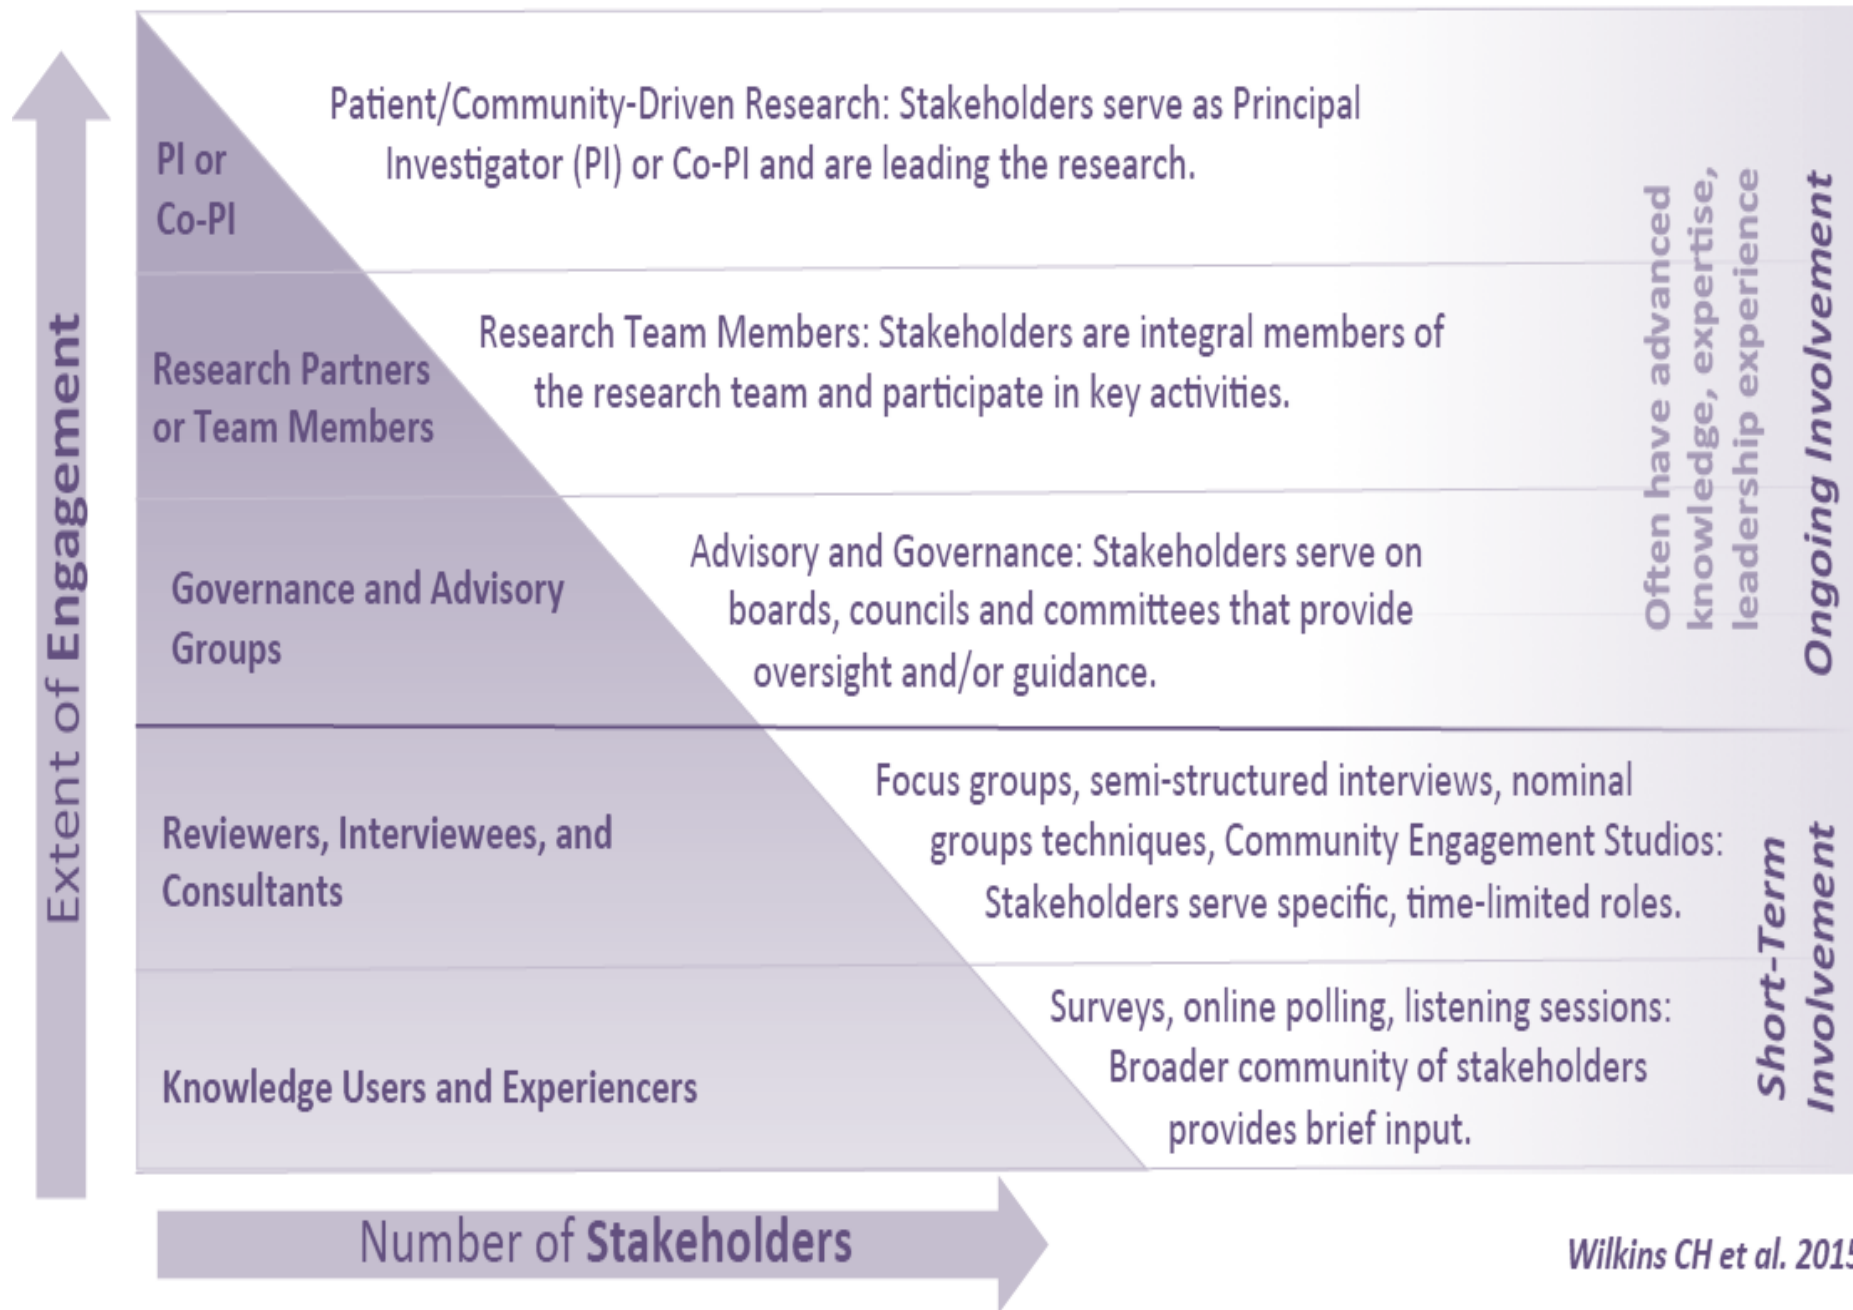 Extent of Engagement
PI or
Co-PI
Patient/Community-Driven Research: Stakeholders serve as Principal
Investigator (PI) or Co-PI and are leading the research.
Research Partners
or Team Members
Research Team Members: Stakeholders are integral members of
the research team and participate in key activities.
Governance and Advisory
Groups
Advisory and Governance: Stakeholders serve on
boards, councils and committees that provide
oversight and/or guidance.
Often have advanced
knowledge, expertise,
leadership experience
Ongoing Involvement
Reviewers, Interviewees, and
Consultants
Focus groups, semi-structured interviews, nominal
groups techniques, Community Engagement Studios:
Stakeholders serve specific, time-limited roles.
Knowledge Users and Experiencers
Surveys, online polling, listening sessions:
Broader community of stakeholders
provides brief input.
Short-Term
Involvement
Number of Stakeholders
Wilkins CH et al. 2015